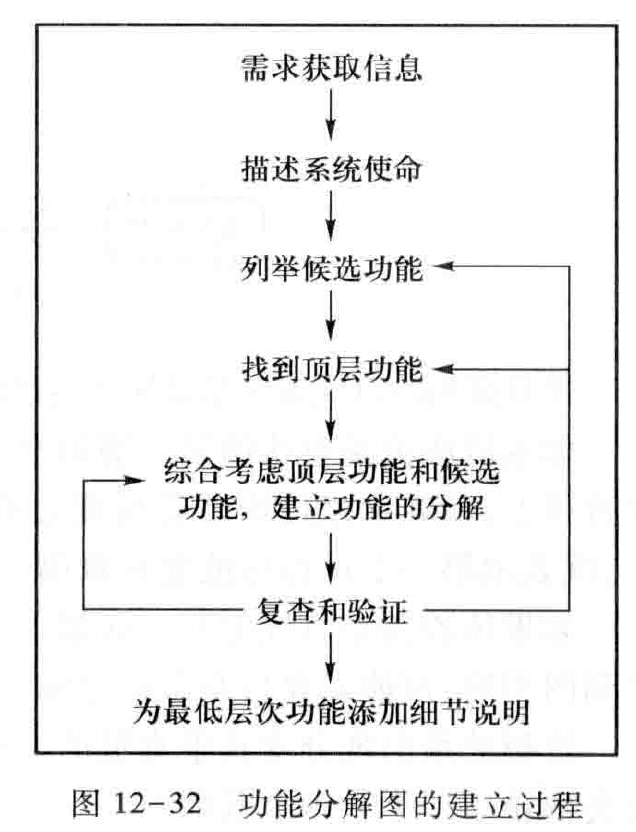 需求获取信息
描述系统使命
列举候选功能
找到顶层功能
综合考虑顶层功能和候选
功能，建立功能的分解
复查和验证
为最低层次功能添加细节说明
图 12-32 功能分解图的建立过程